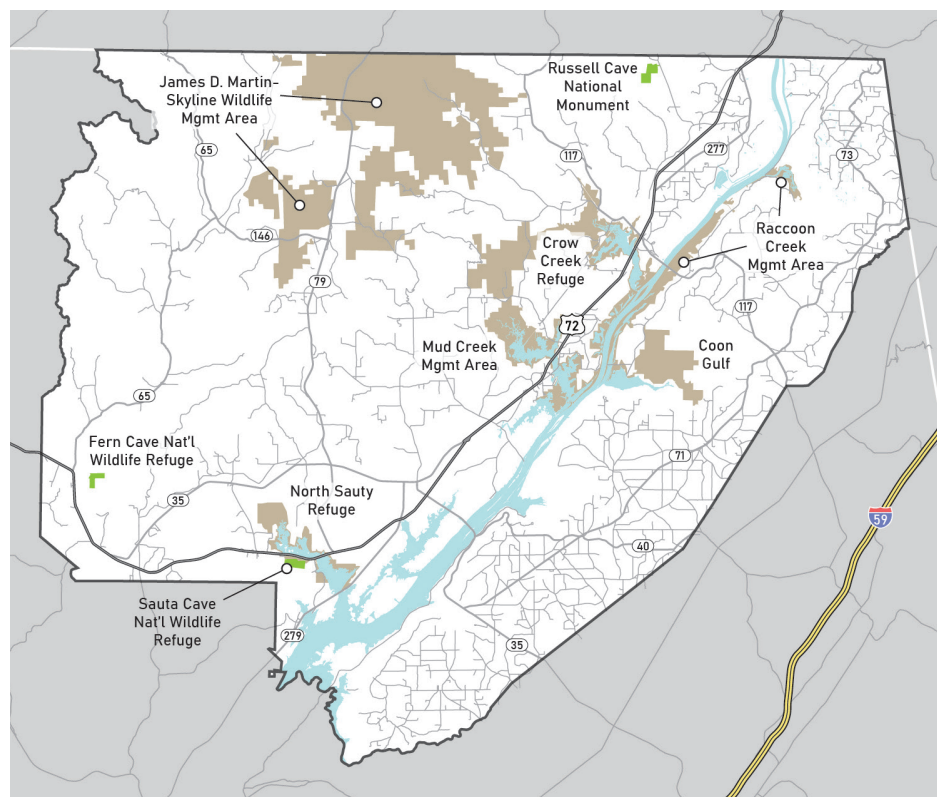 James D. Martin-
Skyline Wildlife
Mgmt Area
Russell Cave
National
Monument
65
117
277
73
146
79
Crow
Creek
Refuge
Raccoon
Creek
Mgmt Area
72
117
Mud Creek
Mgmt Area
Coon
Gulf
65
Fern Cave Nat'l
Wildlife Refuge
71
35
North Sauty
Refuge
59
40
Sauta Cave
Nat'l Wildlife
Refuge
279
35